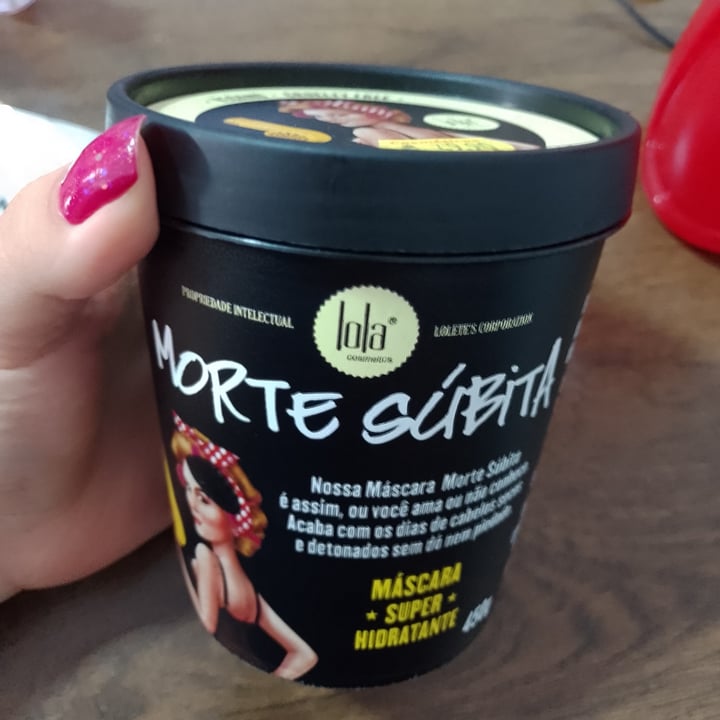 PROPRIEDADE INTELECTUAL
lola®
cosmetics
LOLETE'S CORPORATION
MORTE SÚBITA
Nossa Máscara Morte Súbita
é assim, ou você ama ou não conhece.
Acaba com os dias de cabelos secos
e detonados sem dó nem piedade.
MÁSCARA
★ SUPER ★
HIDRATANTE
450g